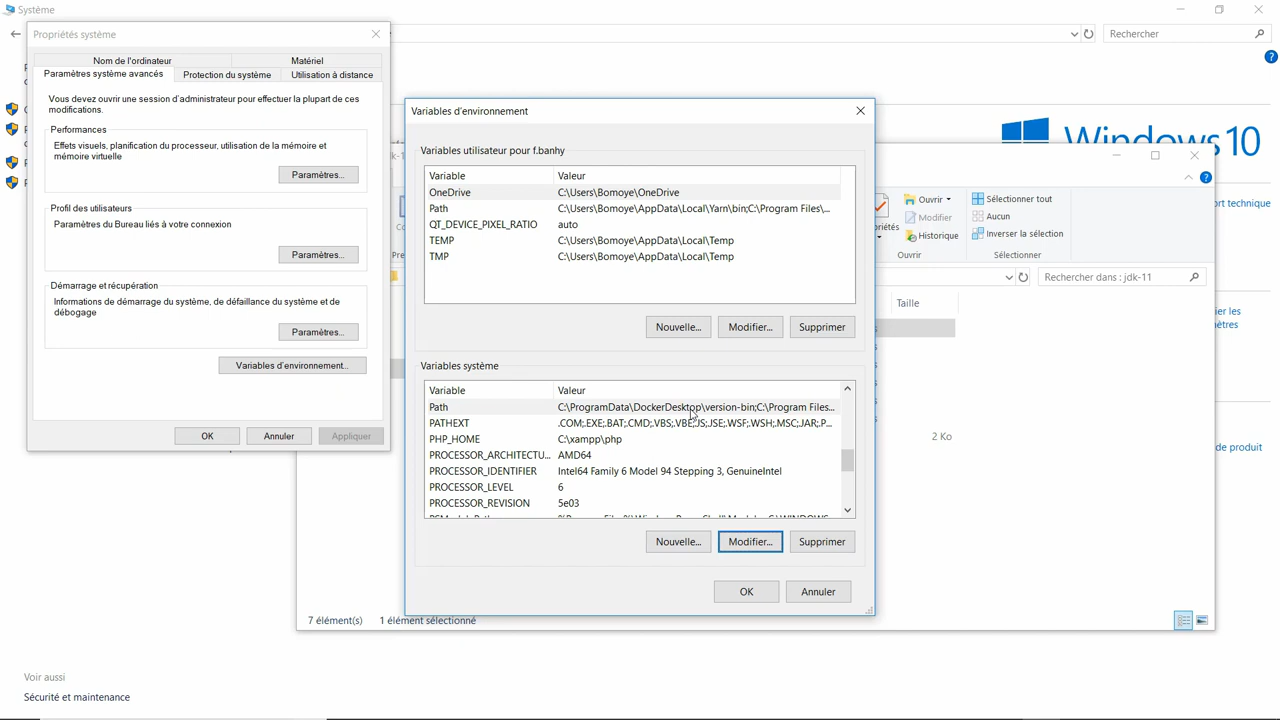 Système
Rechercher
Propriétés système
Nom de l'ordinateur
Matériel
Paramètres système avancés
Protection du système
Utilisation à distance
Vous devez ouvrir une session d'administrateur pour effectuer la plupart de ces
modifications.
Performances
Effets visuels, planification du processeur, utilisation de la mémoire et
mémoire virtuelle
Paramètres...
Profil des utilisateurs
Paramètres du Bureau liés à votre connexion
Paramètres...
Démarrage et récupération
Informations de démarrage du système, de défaillance du système et de
débogage
Paramètres...
Variables d'environnement...
OK
Annuler
Appliquer
Variables d'environnement
Variables utilisateur pour f.banhy
Variable Valeur
OneDrive C:\Users\Bomoye\OneDrive
Path C:\Users\Bomoye\AppData\Local\Yarn\bin;C:\Program Files\...
QT_DEVICE_PIXEL_RATIO auto
TEMP C:\Users\Bomoye\AppData\Local\Temp
TMP C:\Users\Bomoye\AppData\Local\Temp
Nouvelle... Modifier... Supprimer
Variables système
Variable Valeur
Path C:\ProgramData\DockerDesktop\version-bin;C:\Program Files...
PATHEXT .COM;.EXE;.BAT;.CMD;.VBS;.VBE;.JS;.JSE;.WSF;.WSH;.MSC;.JAR;.P...
PHP_HOME C:\xampp\php
PROCESSOR_ARCHITECTU... AMD64
PROCESSOR_IDENTIFIER Intel64 Family 6 Model 94 Stepping 3, GenuineIntel
PROCESSOR_LEVEL 6
PROCESSOR_REVISION 5e03
Nouvelle... Modifier... Supprimer
OK Annuler
Windows 10
Ouvrir
Modifier
Historique
Ouvrir
Sélectionner tout
Aucun
Inverser la sélection
Sélectionner
ort technique
Rechercher dans : jdk-11
Taille
ier les
ètres
2 Ko
de produit
7 élément(s) 1 élément sélectionné
Voir aussi
Sécurité et maintenance